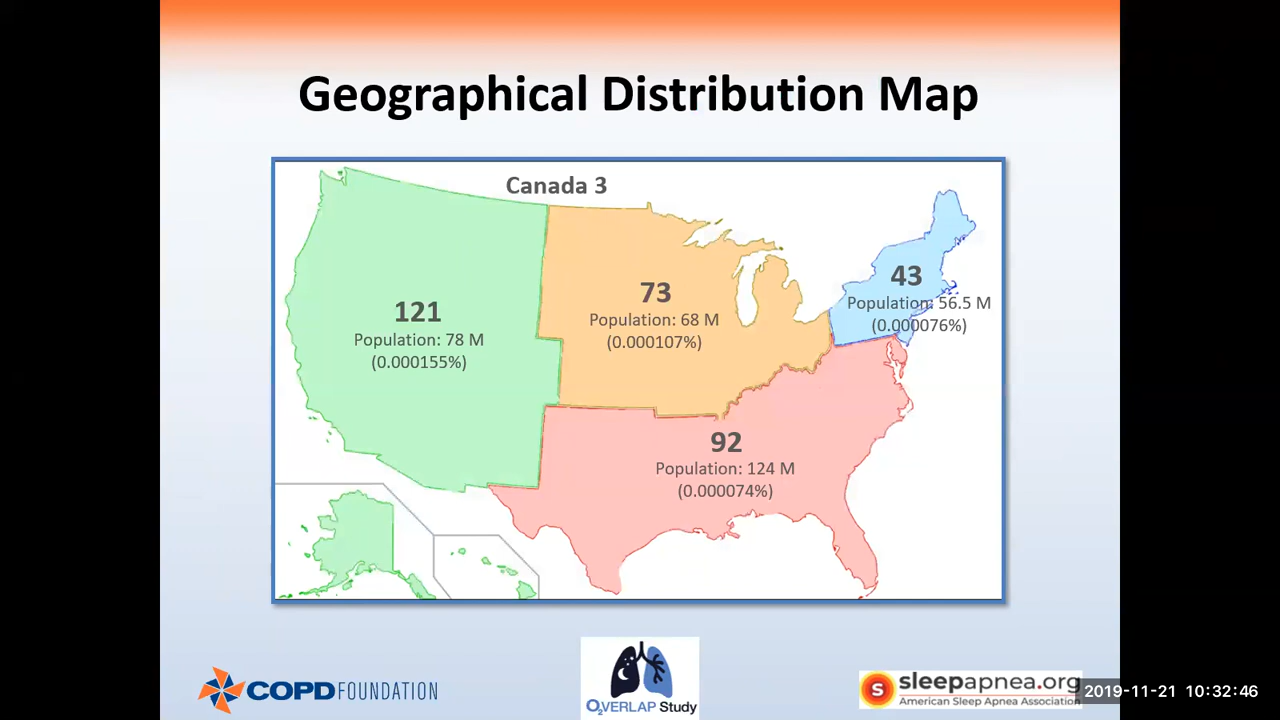 Geographical Distribution Map
Canada 3
121
Population: 78 M
(0.000155%)
73
Population: 68 M
(0.000107%)
43
Population: 56.5 M
(0.000076%)
92
Population: 124 M
(0.000074%)
COPD FOUNDATION
O2VERLAP Study
S
sleepapnea.org
American Sleep Apnea Association
2019-11-21 10:32:46